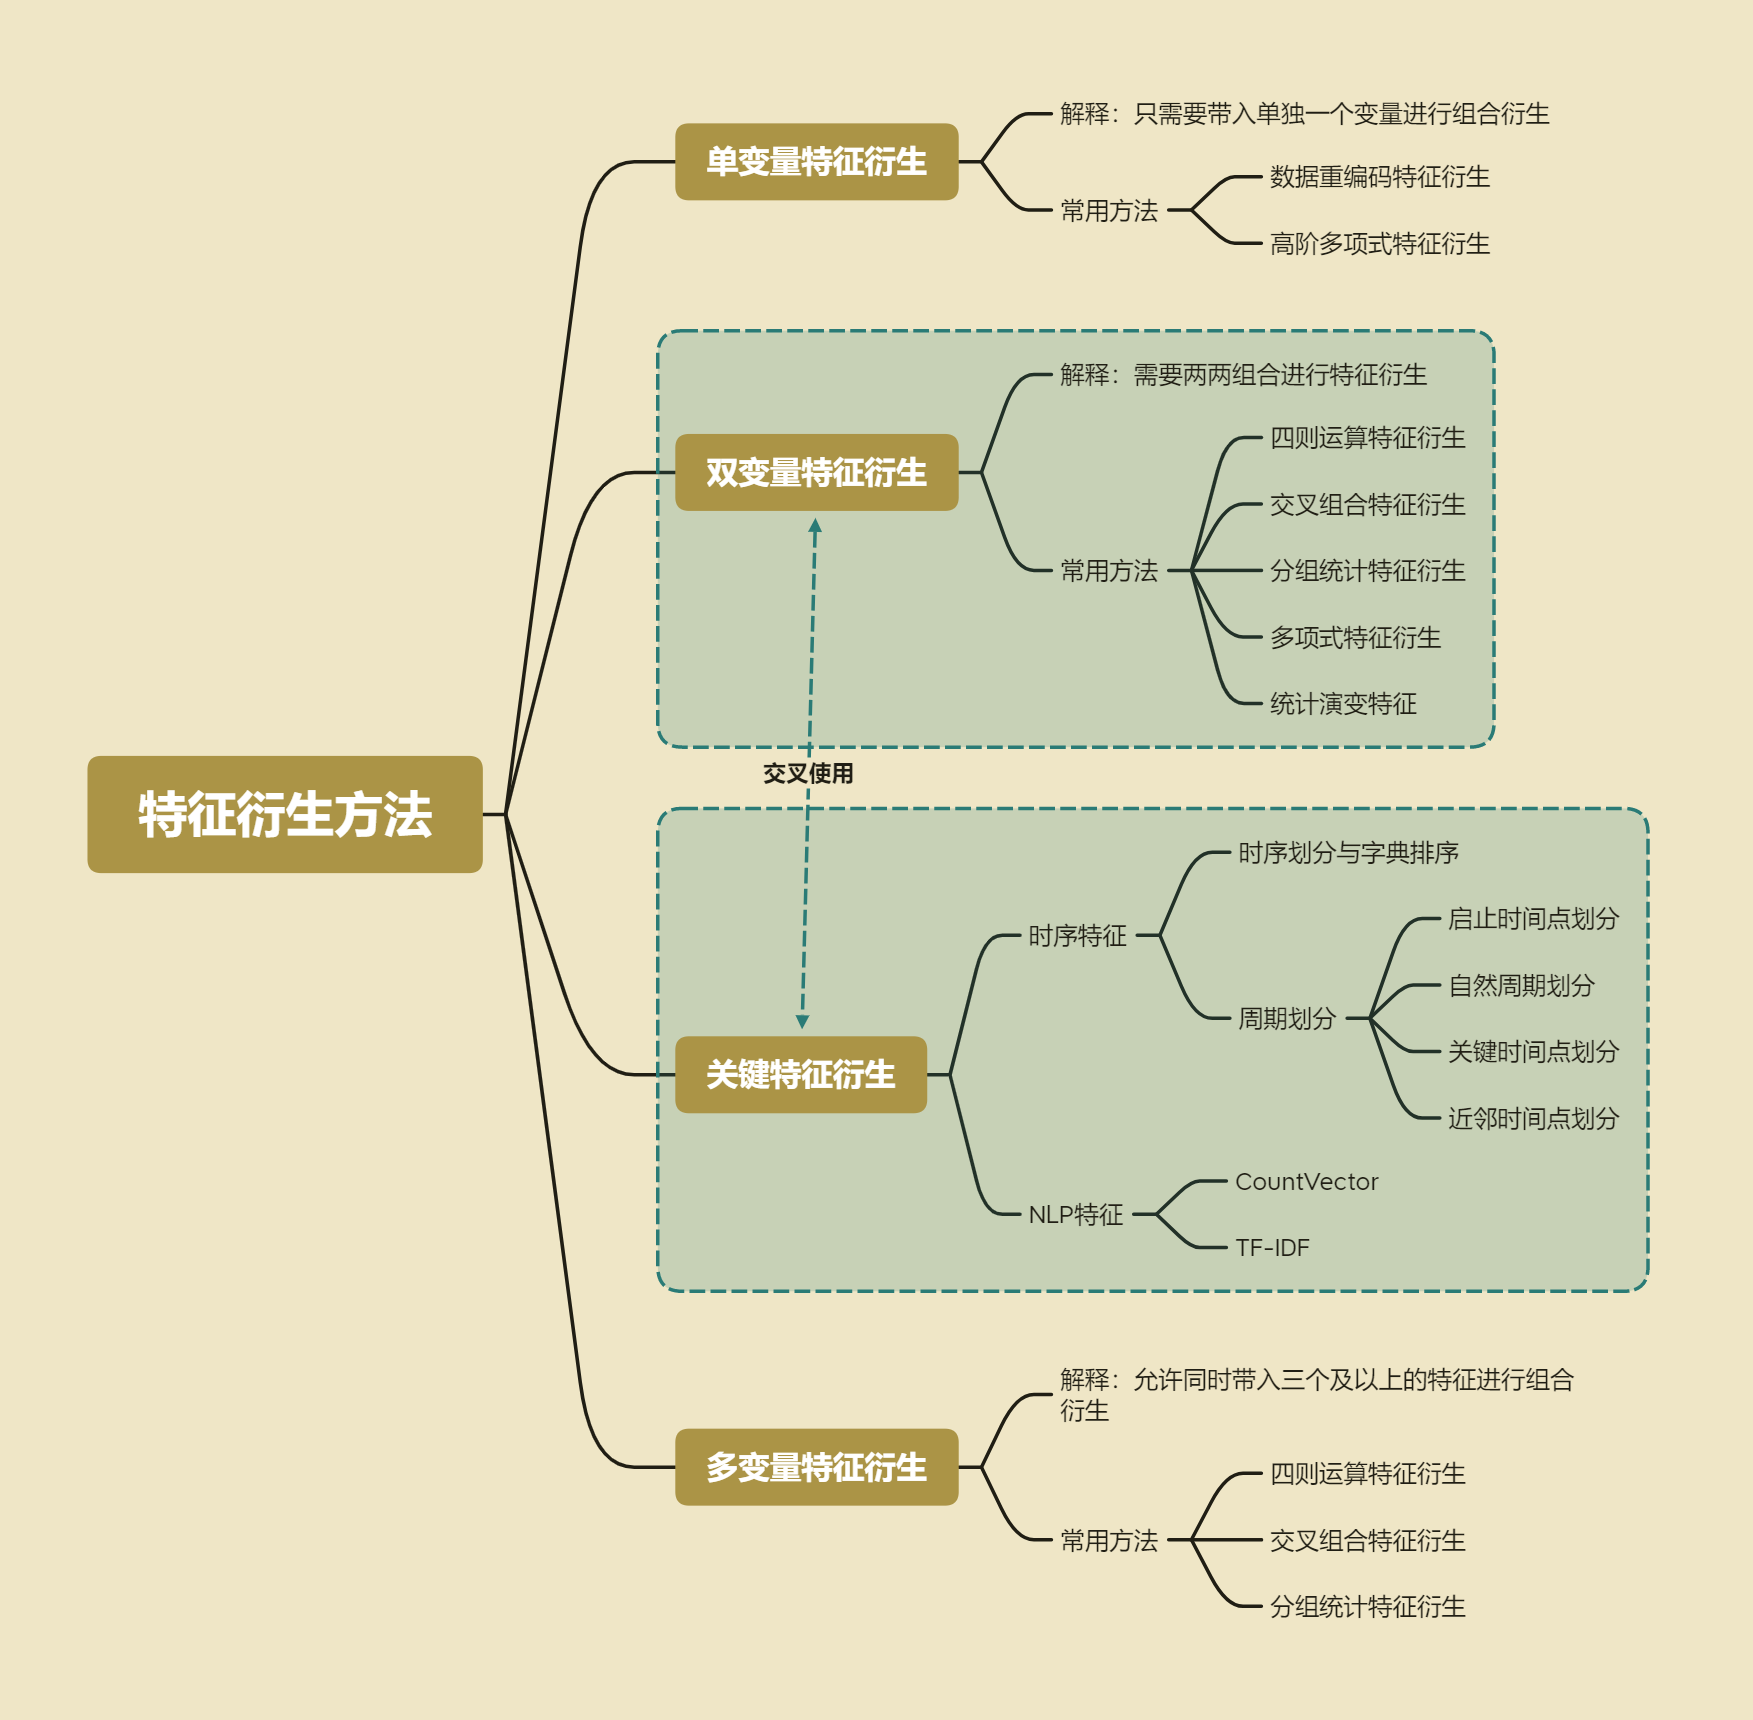 特征衍生方法
单变量特征衍生
解释：只需要带入单独一个变量进行组合衍生
常用方法
数据重编码特征衍生
高阶多项式特征衍生
双变量特征衍生
解释：需要两两组合进行特征衍生
常用方法
四则运算特征衍生
交叉组合特征衍生
分组统计特征衍生
多项式特征衍生
统计演变特征
交叉使用
关键特征衍生
时序特征
时序划分与字典排序
周期划分
启止时间点划分
自然周期划分
关键时间点划分
近邻时间点划分
NLP特征
CountVector
TF-IDF
多变量特征衍生
解释：允许同时带入三个及以上的特征进行组合
衍生
常用方法
四则运算特征衍生
交叉组合特征衍生
分组统计特征衍生